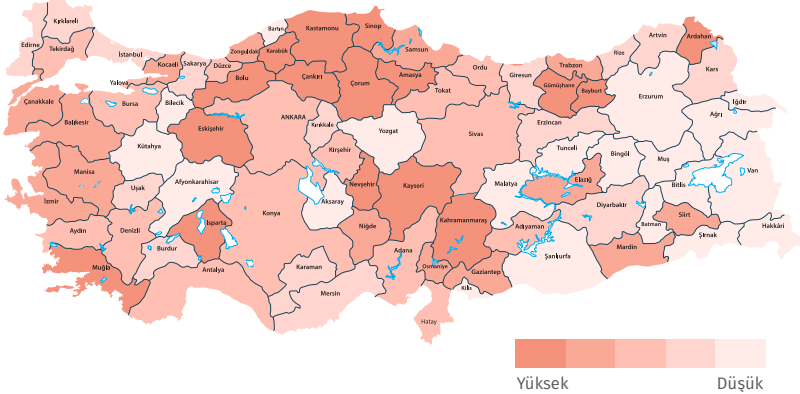 Kırklareli
Edirne
Tekirdağ
İstanbul
Kocaeli
Yalova
Sakarya
Düzce
Bolu
Zonguldak
Bartın
Karabük
Kastamonu
Sinop
Samsun
Çankırı
Çorum
Amasya
Tokat
Ordu
Giresun
Trabzon
Gümüşhane
Bayburt
Rize
Artvin
Ardahan
Kars
Iğdır
Ağrı
Erzurum
Erzincan
Çanakkale
Balıkesir
Bursa
Bilecik
Eskişehir
Kütahya
ANKARA
Kırıkkale
Kırşehir
Yozgat
Sivas
Tunceli
Bingöl
Muş
Bitlis
Van
Manisa
Uşak
Afyonkarahisar
İzmir
Aydın
Denizli
Isparta
Burdur
Muğla
Antalya
Konya
Aksaray
Nevşehir
Niğde
Kayseri
Kahramanmaraş
Malatya
Elazığ
Diyarbakır
Batman
Siirt
Şırnak
Hakkâri
Mardin
Şanlıurfa
Adıyaman
Gaziantep
Kilis
Osmaniye
Adana
Hatay
Mersin
Karaman
Yüksek
Düşük